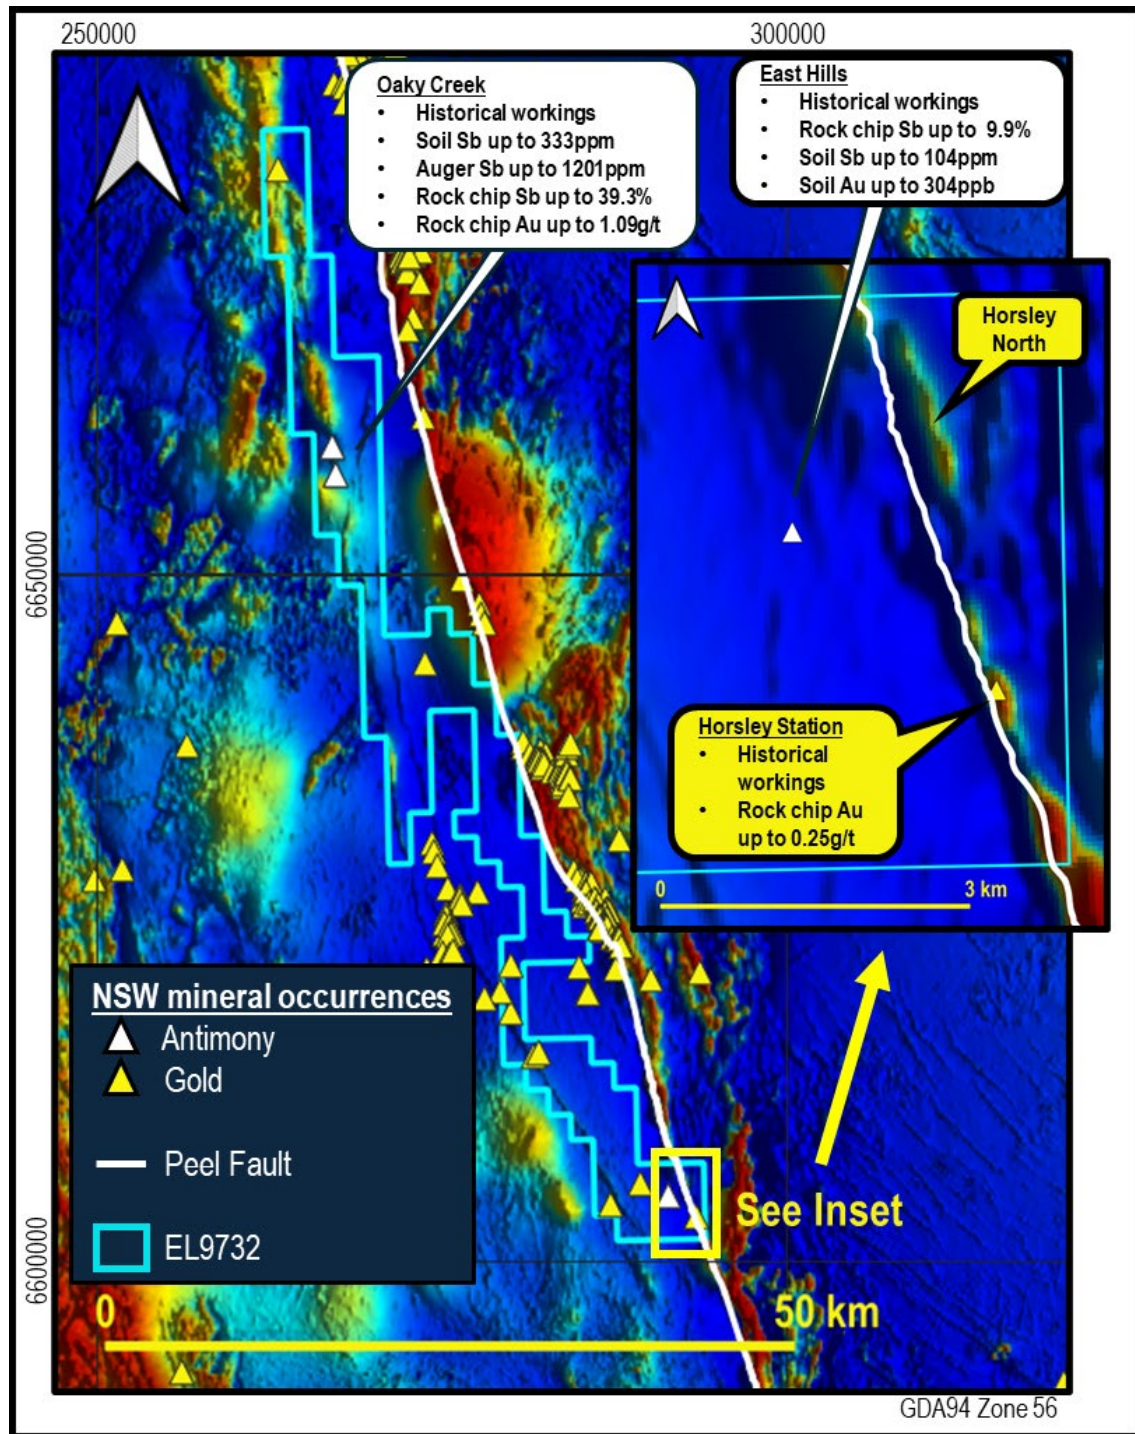 250000
300000
Oaky Creek
• Historical workings
• Soil Sb up to 333ppm
• Auger Sb up to 1201ppm
• Rock chip Sb up to 39.3%
• Rock chip Au up to 1.09g/t
East Hills
• Historical workings
• Rock chip Sb up to 9.9%
• Soil Sb up to 104ppm
• Soil Au up to 304ppb
Horsley
North
6650000
Horsley Station
• Historical
workings
• Rock chip Au
up to 0.25g/t
0
3 km
NSW mineral occurrences
Antimony
Gold
Peel Fault
EL9732
See Inset
6600000
0
50 km
GDA94 Zone 56